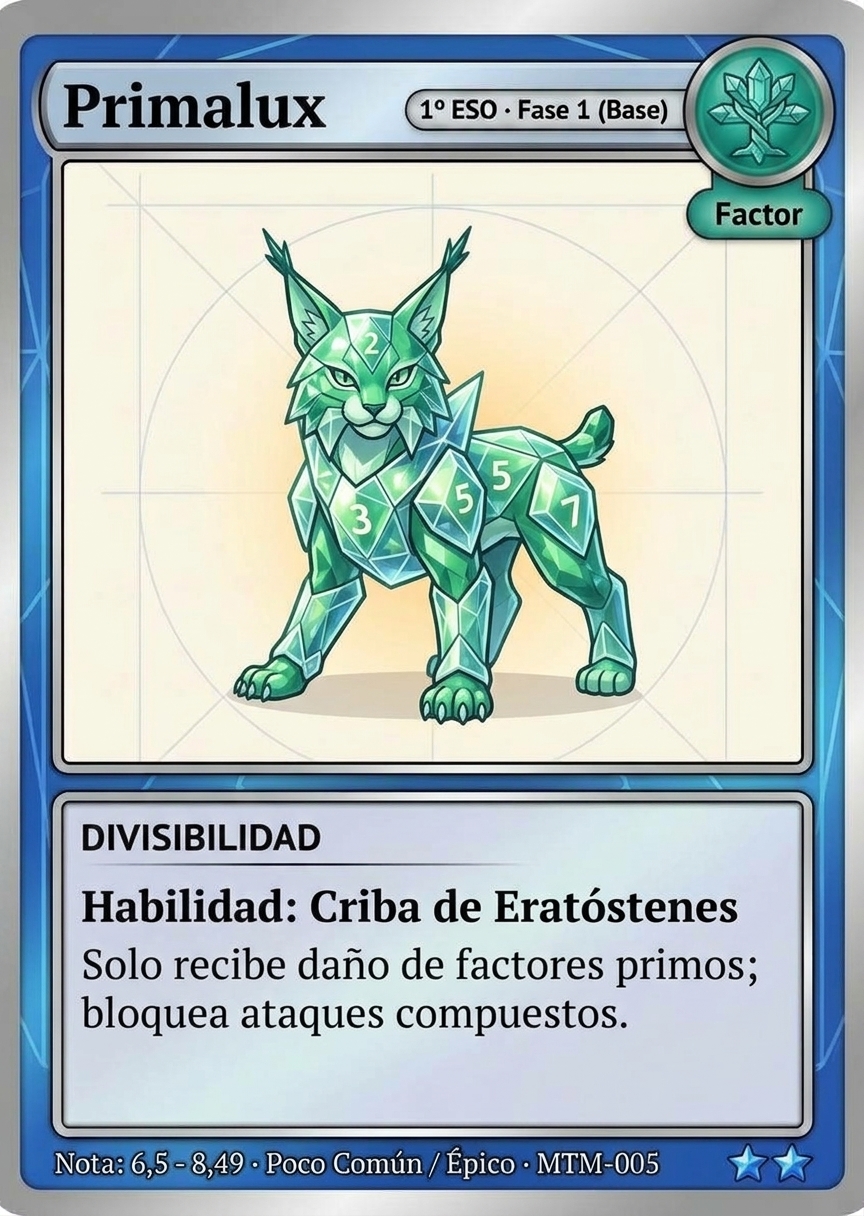 Primalux
1º ESO · Fase 1 (Base)
Factor
2
3
5
5
7
DIVISIBILIDAD
Habilidad: Criba de Eratóstenes
Solo recibe daño de factores primos;
bloquea ataques compuestos.
Nota: 6,5 - 8,49 · Poco Común / Épico · MTM-005